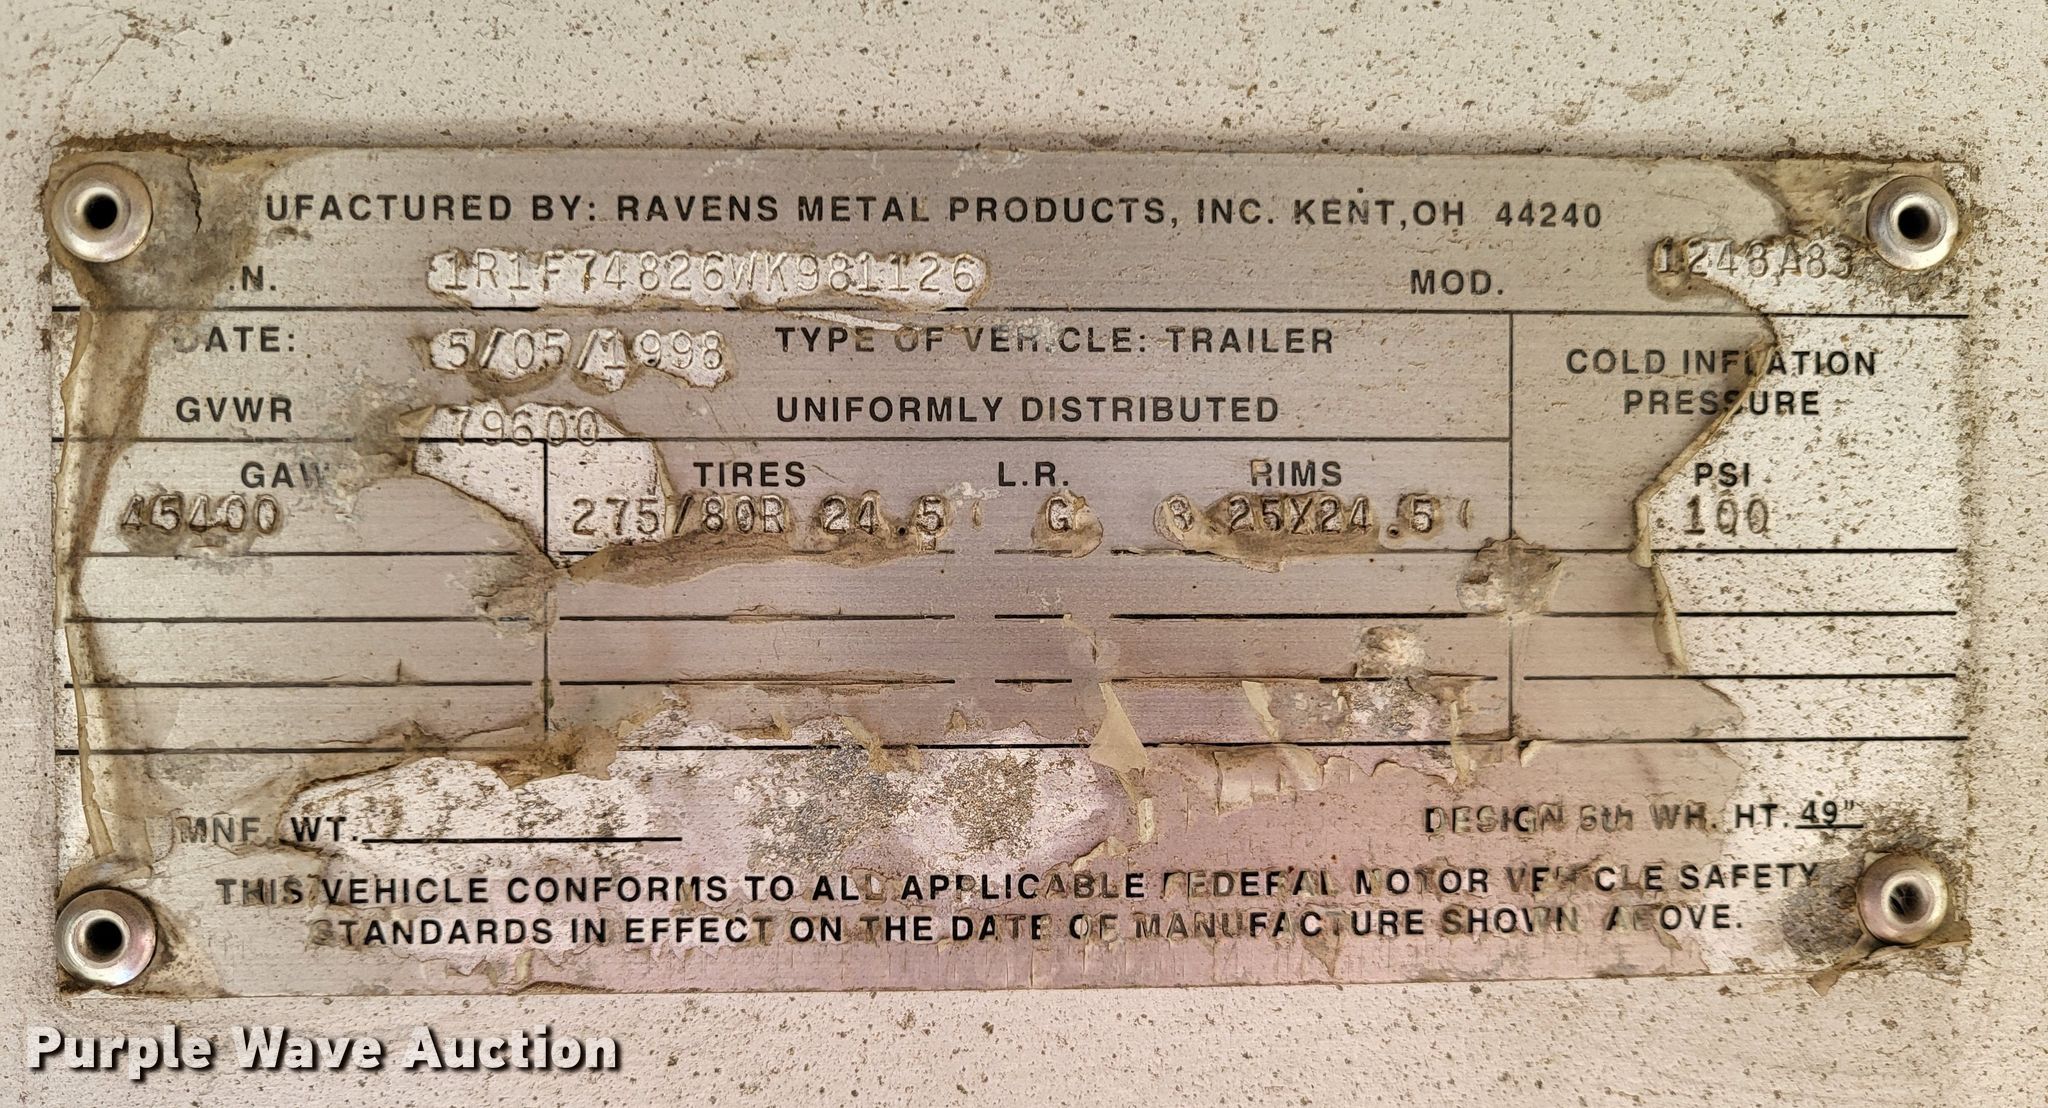 UFACTURED BY: RAVENS METAL PRODUCTS, INC. KENT, OH 44240
.N. 1R1F74826WK981126 MOD. 1248A83
DATE: 5/05/1998 TYPE OF VEHICLE: TRAILER
COLD INFLATION PRESSURE
GVWR 79600 UNIFORMLY DISTRIBUTED
GAW TIRES L.R. RIMS PSI
45400 275/80R 24.5 G 8 25X24.5 100
MNF. WT. DESIGN 5th WH. HT. 49"
THIS VEHICLE CONFORMS TO ALL APPLICABLE FEDERAL MOTOR VEHICLE SAFETY
STANDARDS IN EFFECT ON THE DATE OF MANUFACTURE SHOWN ABOVE.
Purple Wave Auction